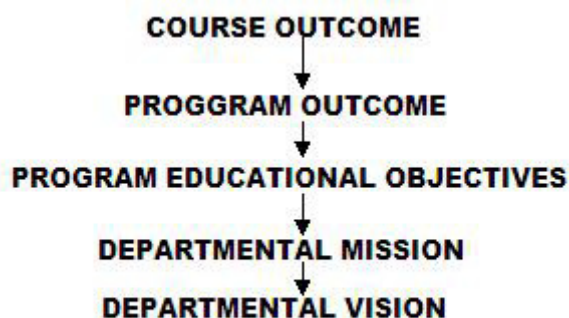 COURSE OUTCOME
PROGGRAM OUTCOME
PROGRAM EDUCATIONAL OBJECTIVES
DEPARTMENTAL MISSION
DEPARTMENTAL VISION